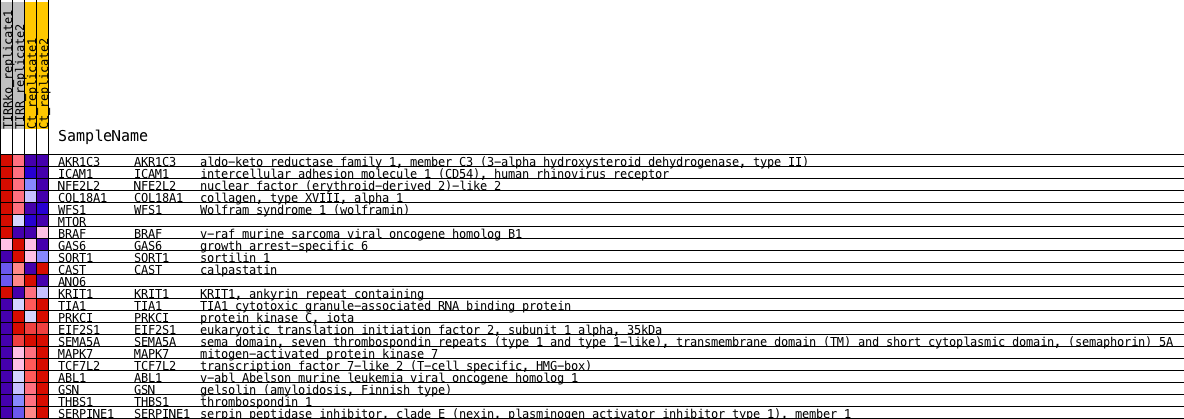 TIRRko_replicate1
TIRR_replicate2
Ct_replicate1
Ct_replicate2
SampleName
AKR1C3 AKR1C3 aldo-keto reductase family 1, member C3 (3-alpha hydroxysteroid dehydrogenase, type II)
ICAM1 ICAM1 intercellular adhesion molecule 1 (CD54), human rhinovirus receptor
NFE2L2 NFE2L2 nuclear factor (erythroid-derived 2)-like 2
COL18A1 COL18A1 collagen, type XVIII, alpha 1
WFS1 WFS1 Wolfram syndrome 1 (wolframin)
MTOR
BRAF BRAF v-raf murine sarcoma viral oncogene homolog B1
GAS6 GAS6 growth arrest-specific 6
SORT1 SORT1 sortilin 1
CAST CAST calpastatin
ANO6
KRIT1 KRIT1 KRIT1, ankyrin repeat containing
TIA1 TIA1 TIA1 cytotoxic granule-associated RNA binding protein
PRKCI PRKCI protein kinase C, iota
EIF2S1 EIF2S1 eukaryotic translation initiation factor 2, subunit 1 alpha, 35kDa
SEMA5A SEMA5A sema domain, seven thrombospondin repeats (type 1 and type 1-like), transmembrane domain (TM) and short cytoplasmic domain, (semaphorin) 5A
MAPK7 MAPK7 mitogen-activated protein kinase 7
TCF7L2 TCF7L2 transcription factor 7-like 2 (T-cell specific, HMG-box)
ABL1 ABL1 v-abl Abelson murine leukemia viral oncogene homolog 1
GSN GSN gelsolin (amyloidosis, Finnish type)
THBS1 THBS1 thrombospondin 1
SERPINE1 SERPINE1 serpin peptidase inhibitor, clade E (nexin, plasminogen activator inhibitor type 1), member 1